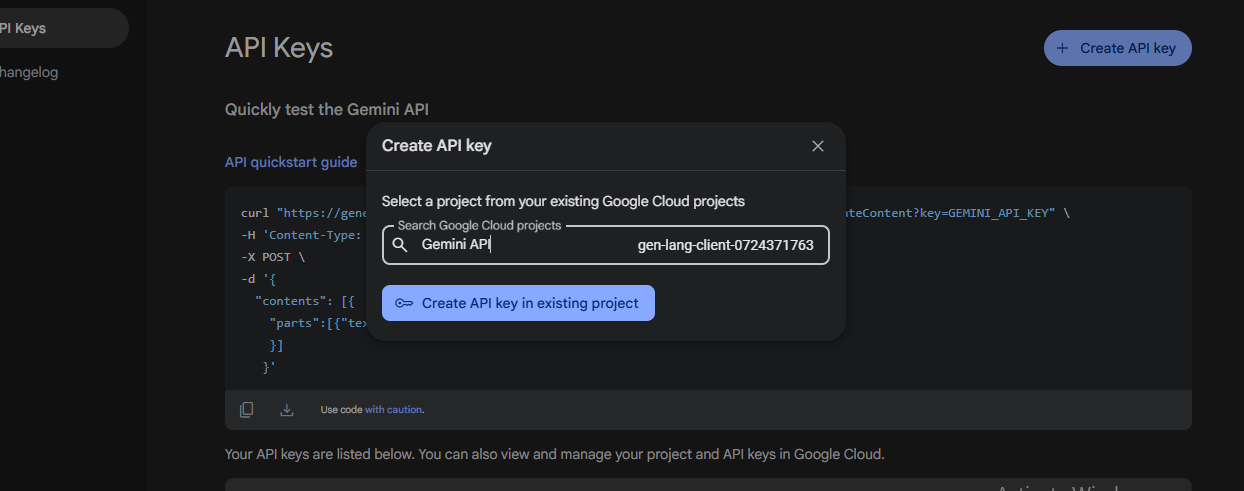 PI Keys
hangelog
API Keys
+ Create API key
Quickly test the Gemini API
API quickstart guide
Create API key
Select a project from your existing Google Cloud projects
Search Google Cloud projects
Gemini API gen-lang-client-0724371763
Create API key in existing project
curl "https://gene ateContent?key=GEMINI_API_KEY" \
-H 'Content-Type:
-X POST \
-d '{
"contents": [{
"parts":[{"tex
}]
}'
Use code with caution.
Your API keys are listed below. You can also view and manage your project and API keys in Google Cloud.